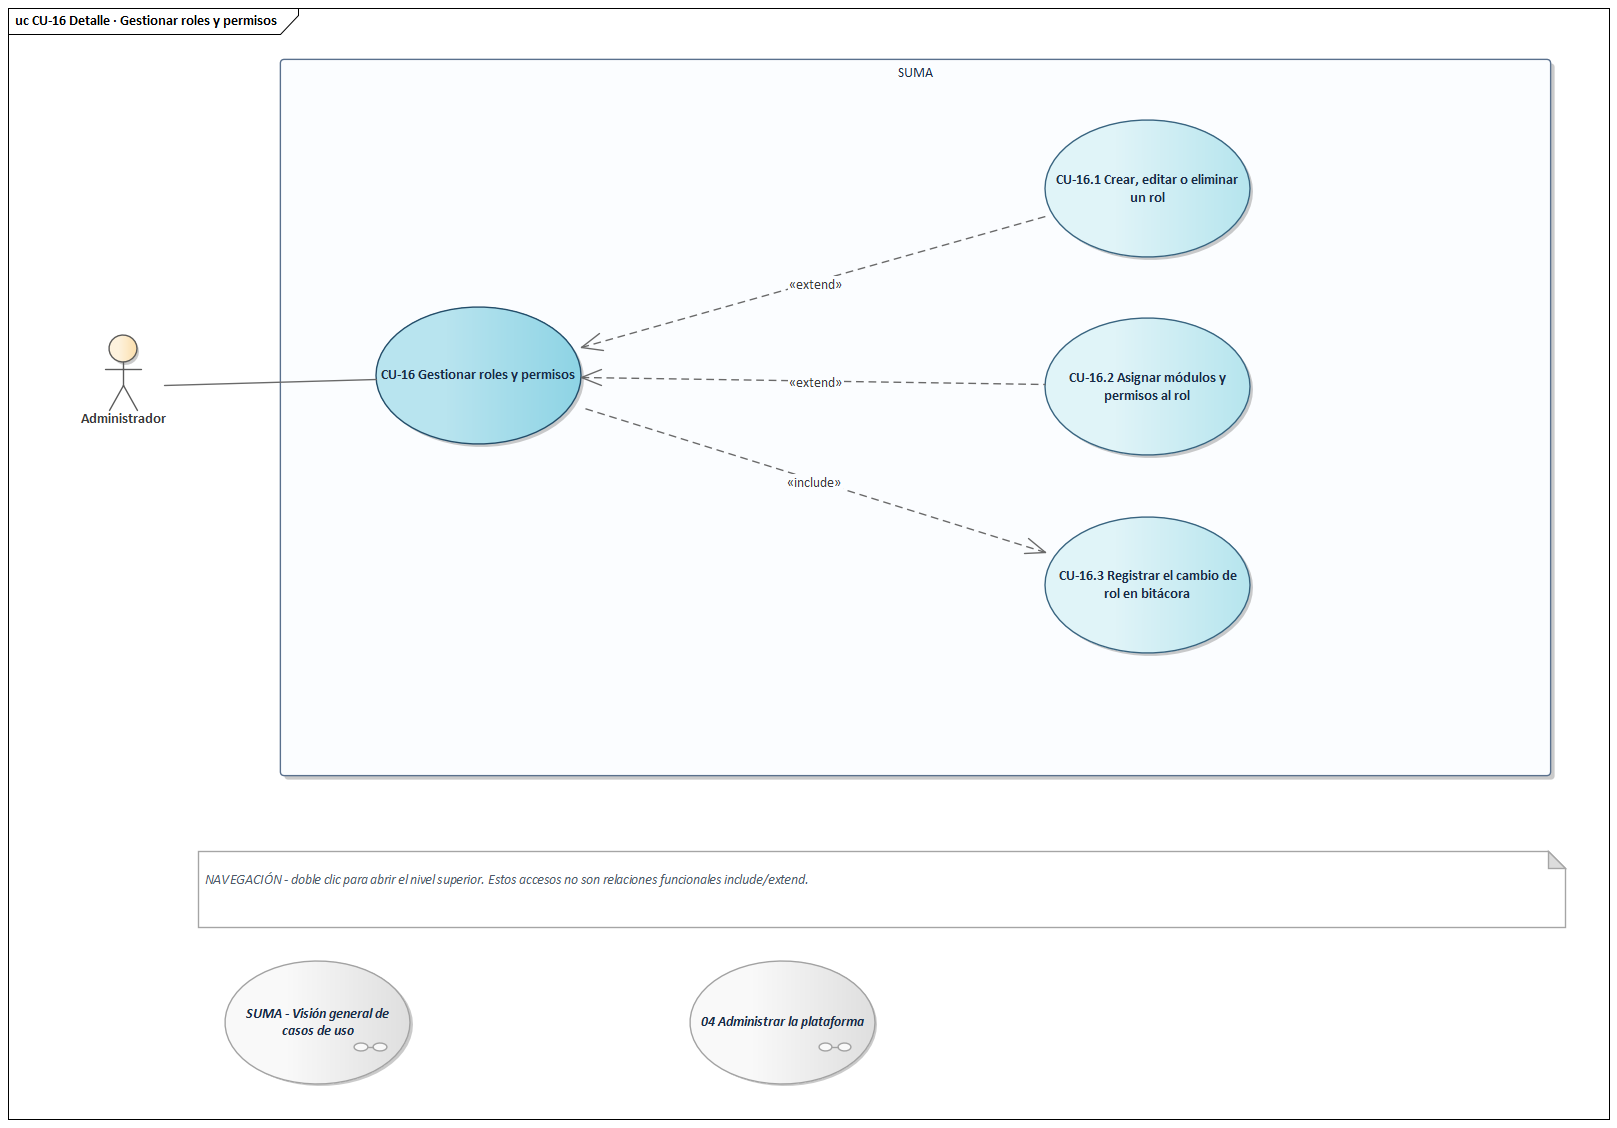 uc CU-16 Detalle · Gestionar roles y permisos
SUMA
CU-16.1 Crear, editar o eliminar
un rol
«extend»
CU-16 Gestionar roles y permisos
«extend»
CU-16.2 Asignar módulos y
permisos al rol
Administrador
«include»
CU-16.3 Registrar el cambio de
rol en bitácora
NAVEGACIÓN - doble clic para abrir el nivel superior. Estos accesos no son relaciones funcionales include/extend.
SUMA - Visión general de
casos de uso
04 Administrar la plataforma